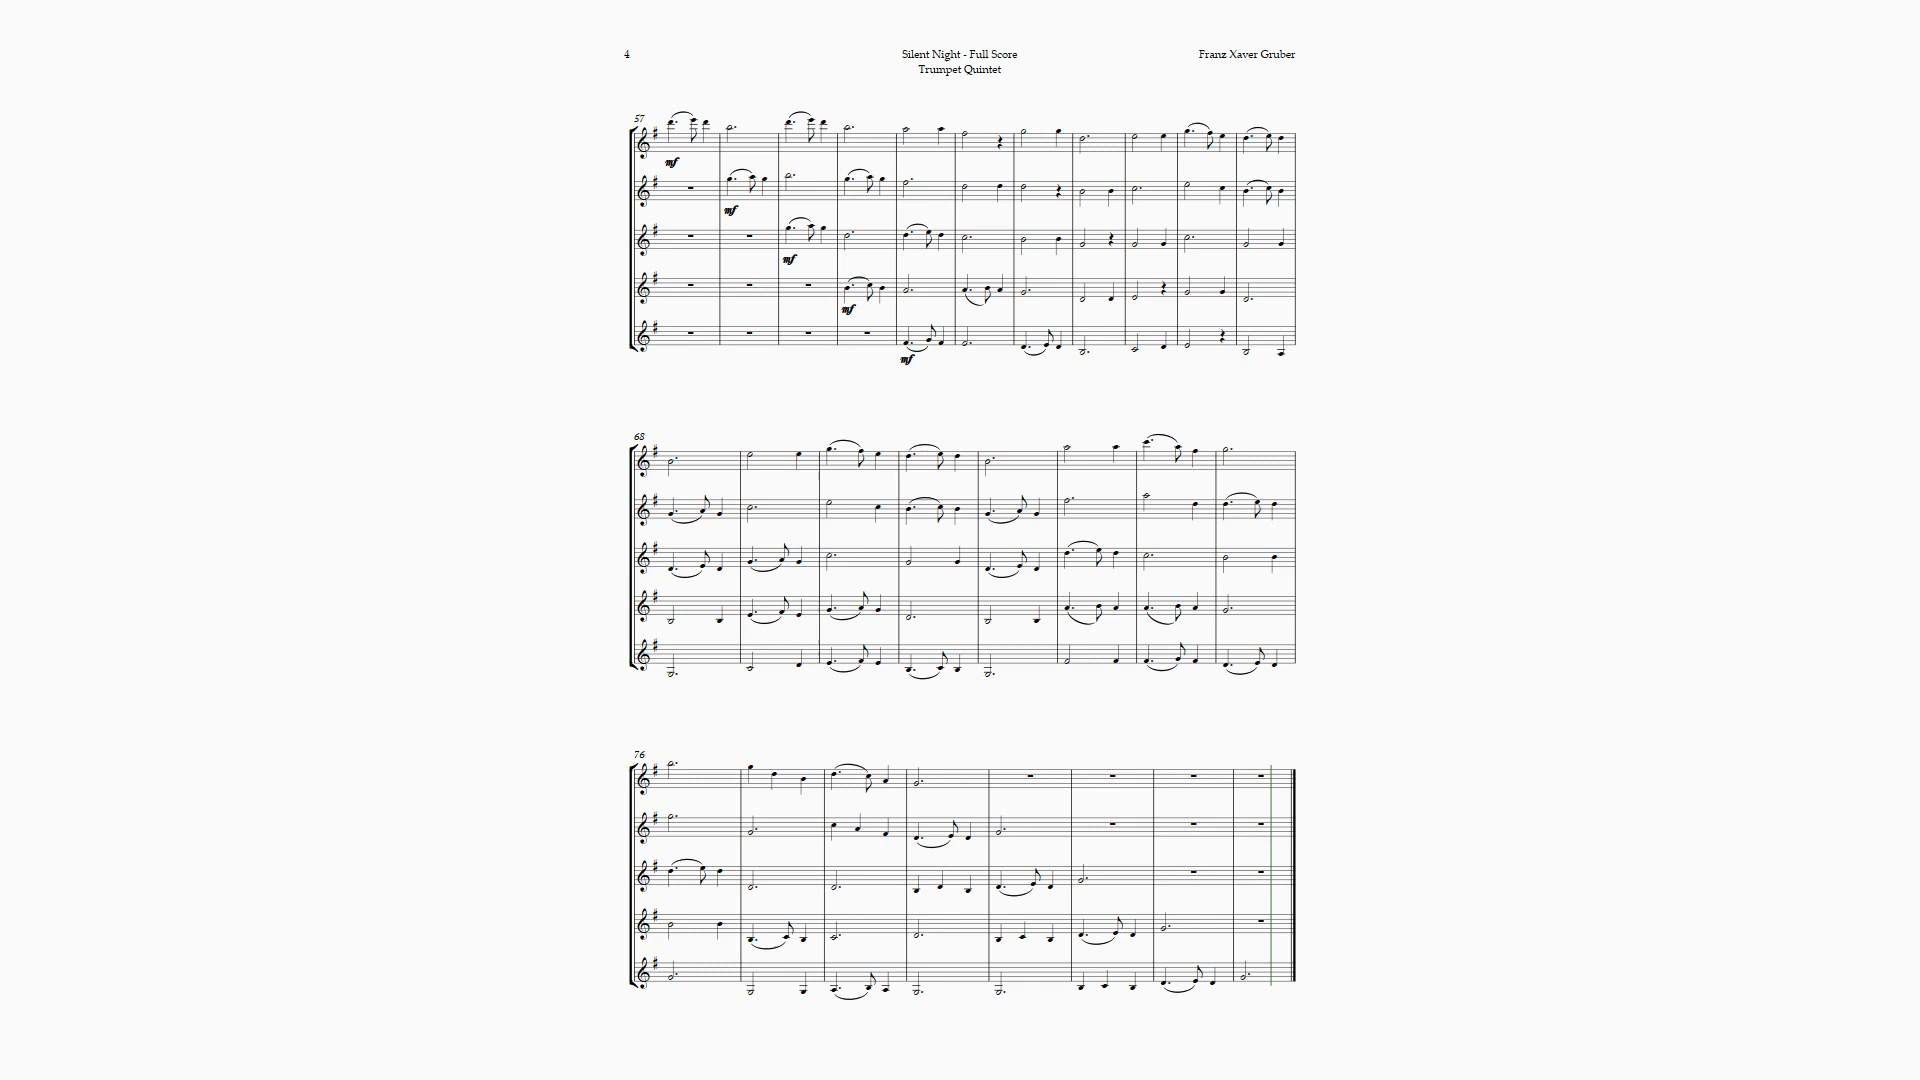 4
Silent Night - Full Score
Franz Xaver Gruber
Trumpet Quintet
57
mf
mf
mf
mf
mf
68
76